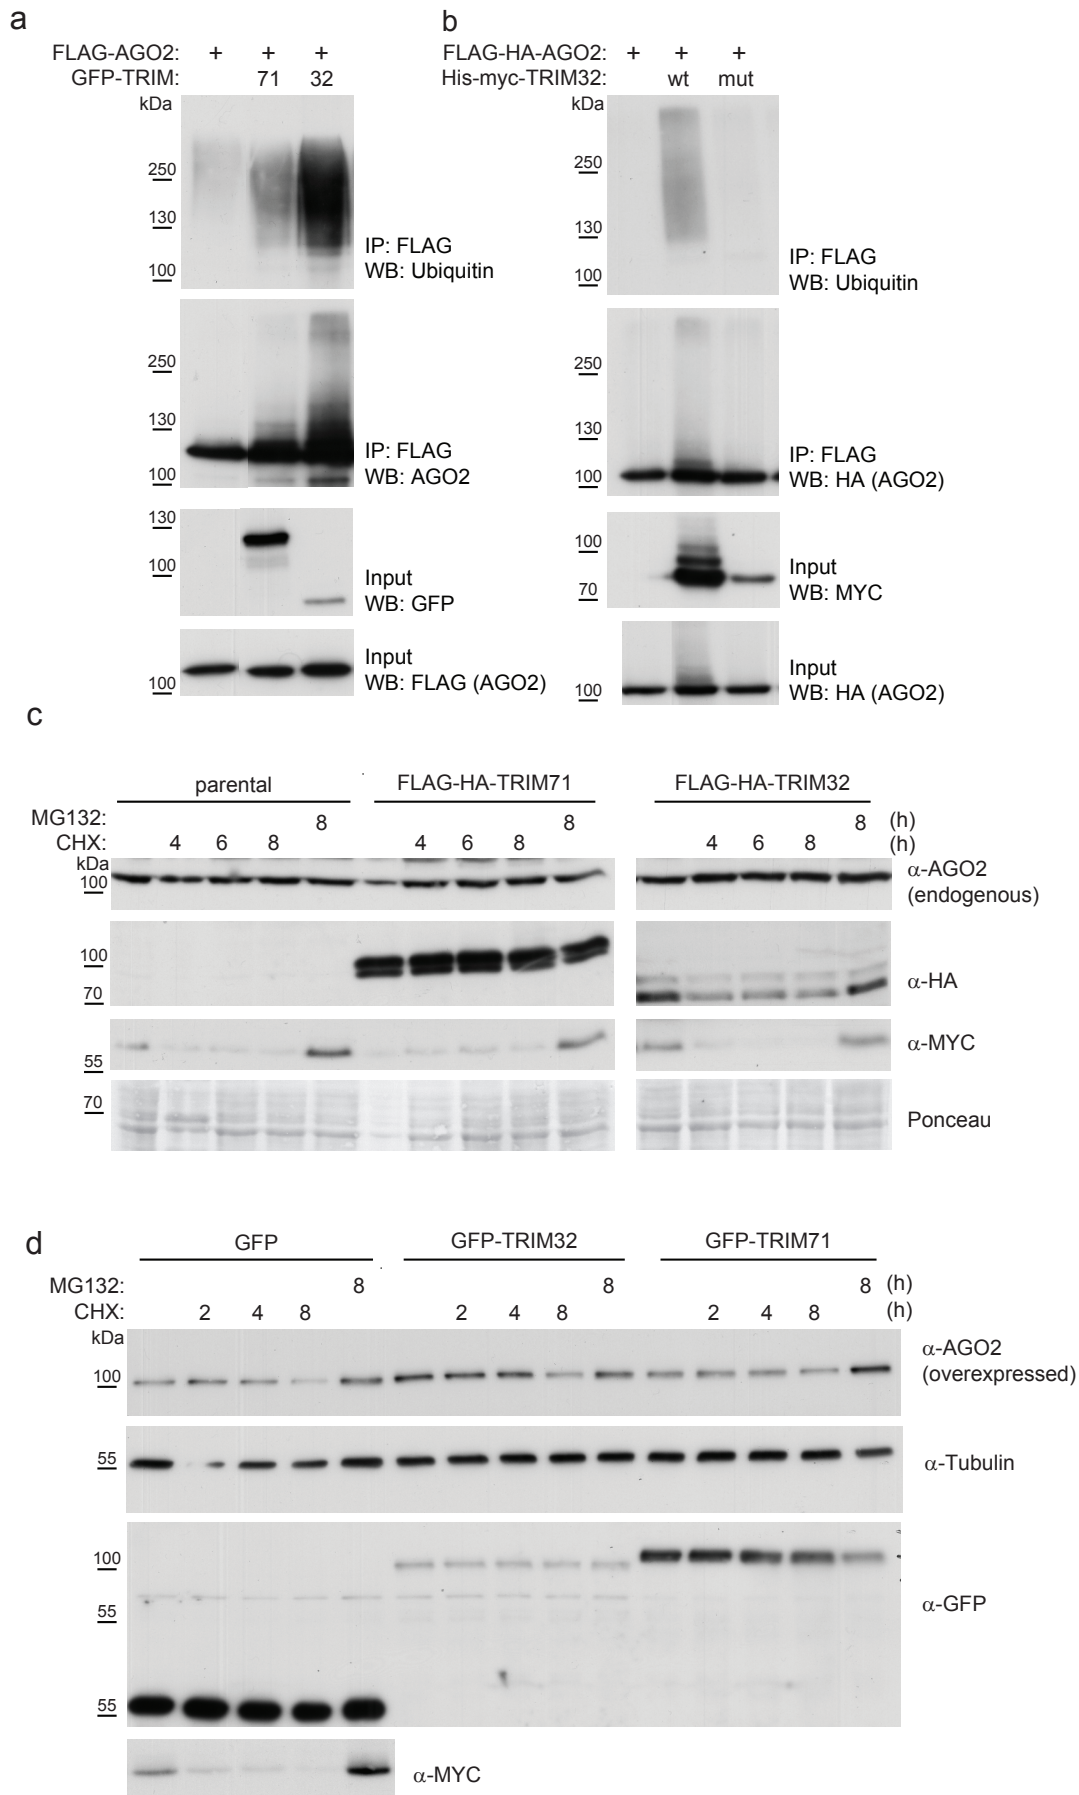 a
FLAG-AGO2: + + +
GFP-TRIM: 71 32
kDa
250
130
100
IP: FLAG
WB: Ubiquitin
250
130
100
IP: FLAG
WB: AGO2
130
100
Input
WB: GFP
100
Input
WB: FLAG (AGO2)
b
FLAG-HA-AGO2: + + +
His-myc-TRIM32: wt mut
kDa
250
130
100
IP: FLAG
WB: Ubiquitin
250
130
100
IP: FLAG
WB: HA (AGO2)
100
70
Input
WB: MYC
100
Input
WB: HA (AGO2)
c
parental FLAG-HA-TRIM71 FLAG-HA-TRIM32
MG132: 8 8 8 (h)
CHX: 4 6 8 4 6 8 4 6 8 (h)
kDa
100
α-AGO2
(endogenous)
100
70
α-HA
55
α-MYC
70
Ponceau
d
GFP GFP-TRIM32 GFP-TRIM71
MG132: 8 8 8 (h)
CHX: 2 4 8 2 4 8 2 4 8 (h)
kDa
100
α-AGO2
(overexpressed)
55
α-Tubulin
100
55
55
α-GFP
α-MYC